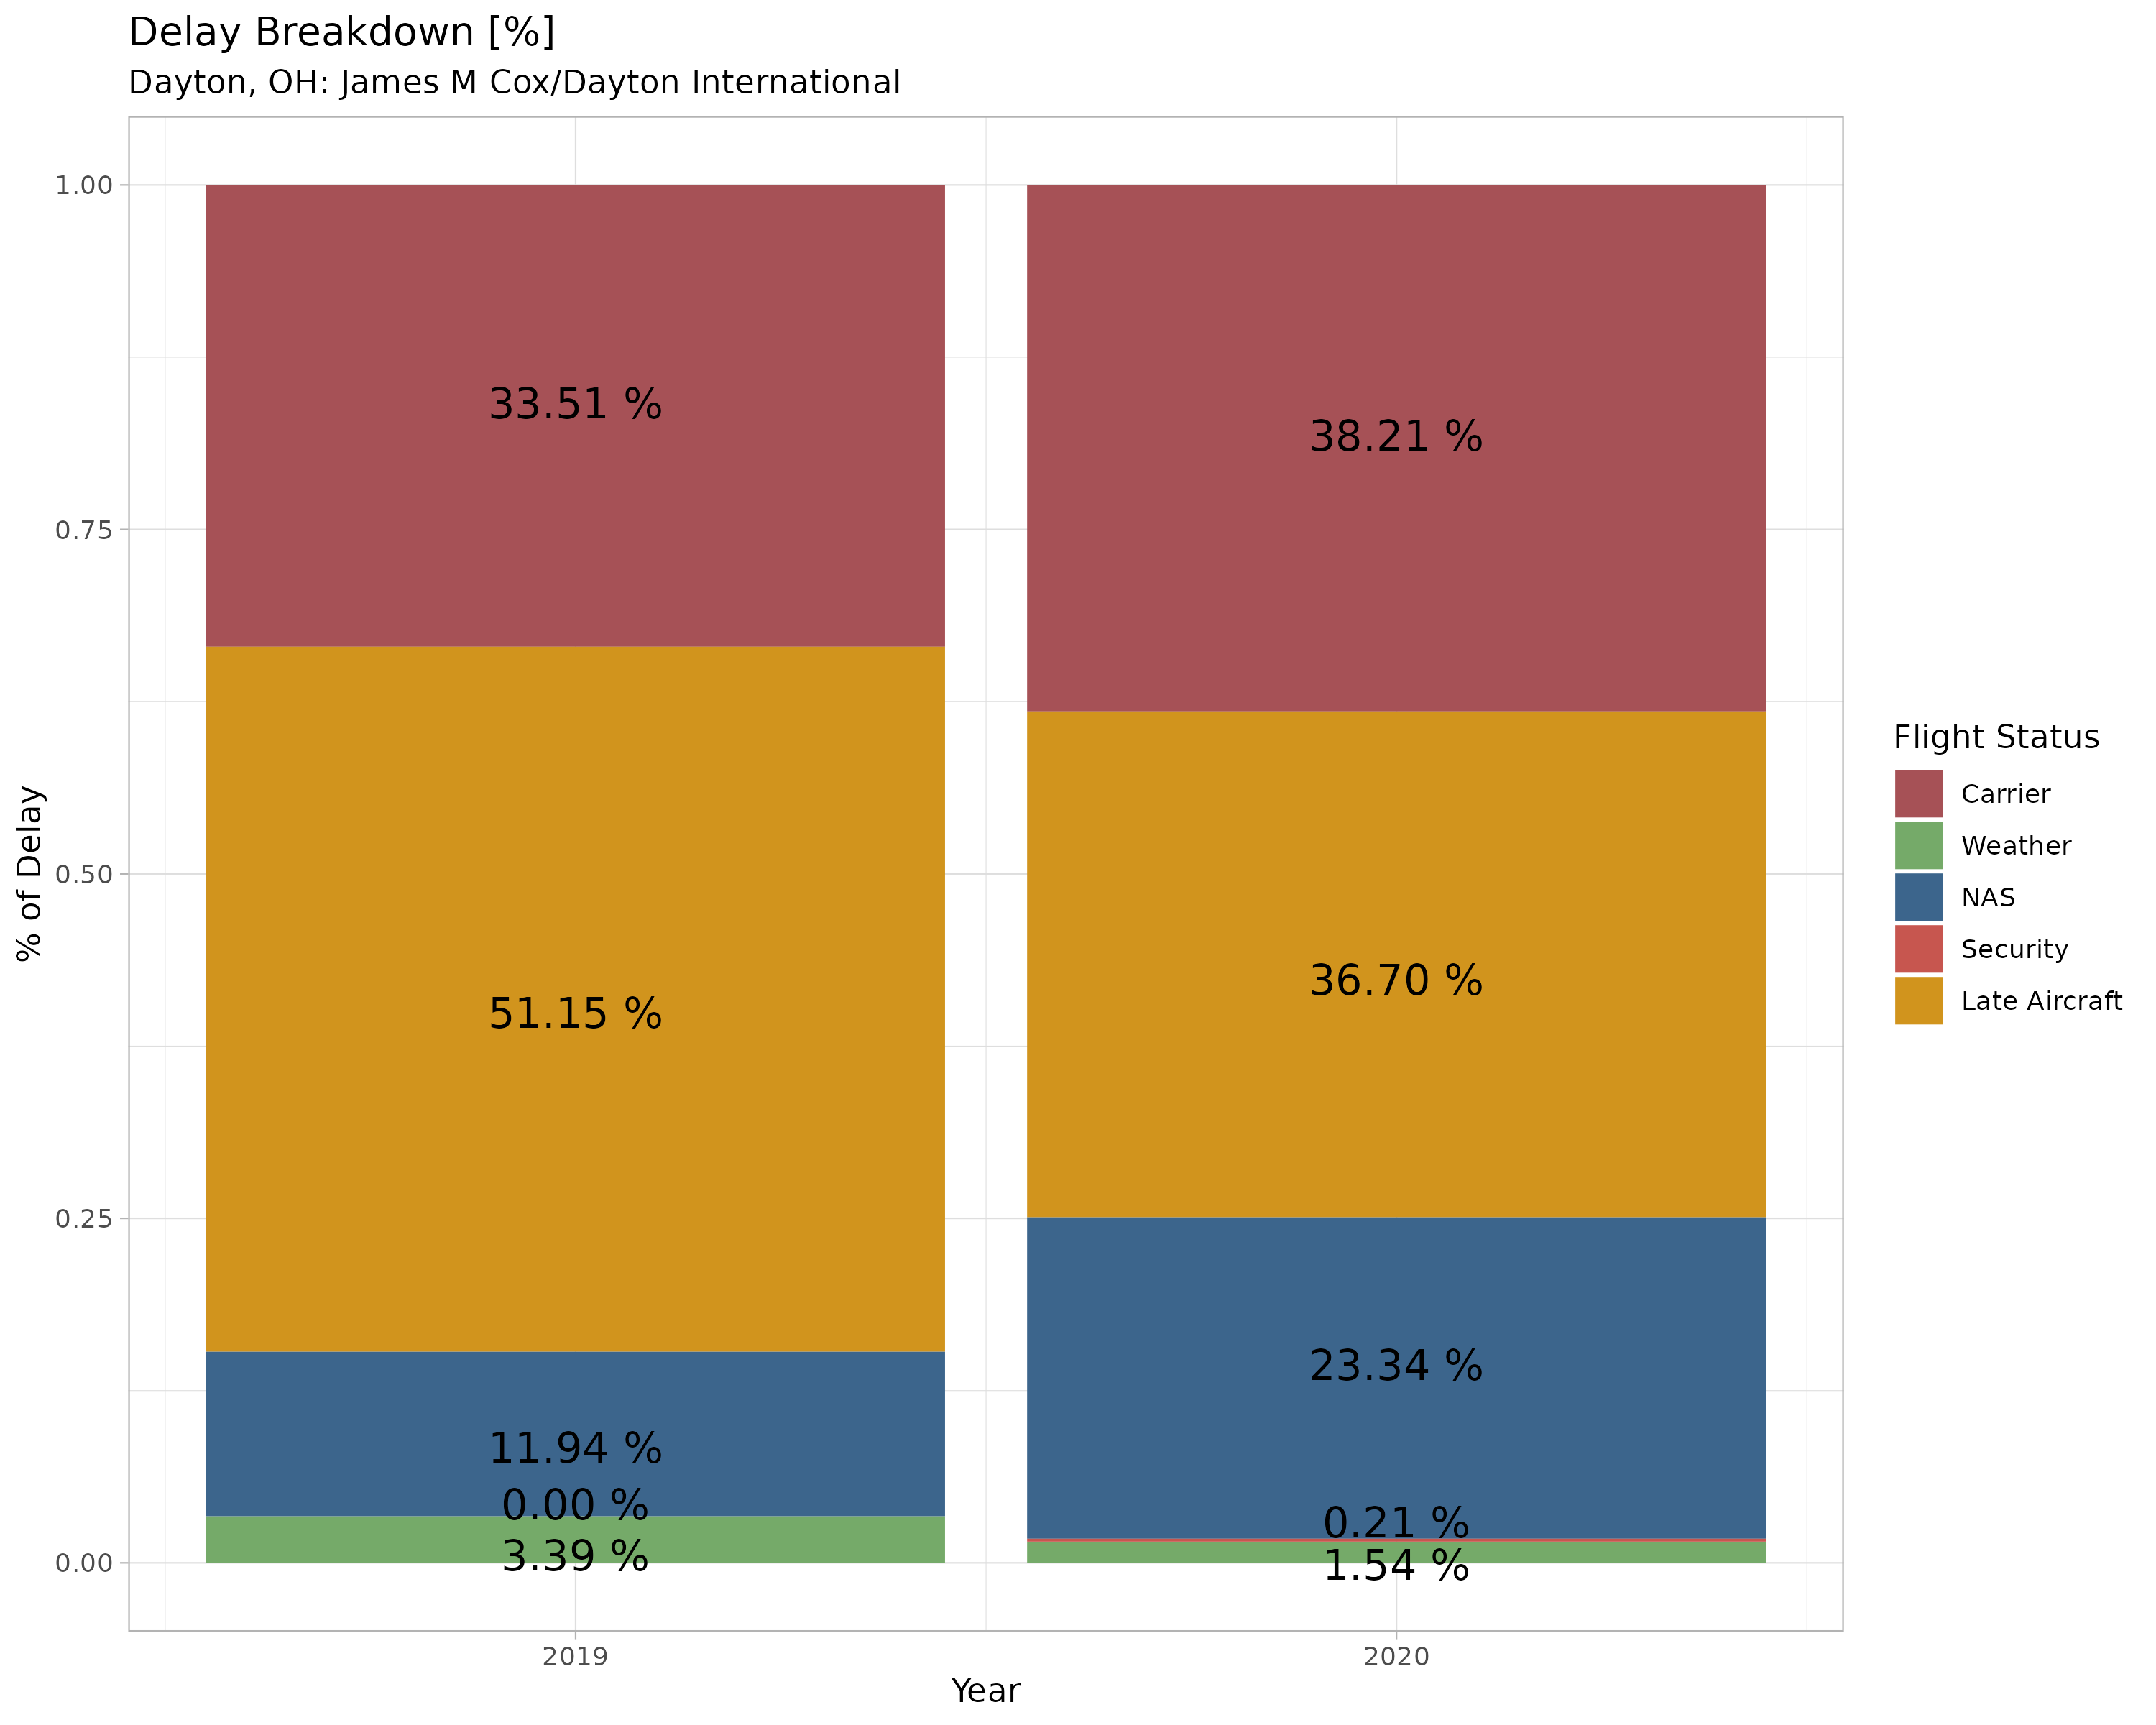 Delay Breakdown [%]
Dayton, OH: James M Cox/Dayton International
% of Delay
1.00
0.75
0.50
0.25
0.00
33.51 %
51.15 %
11.94 %
0.00 %
3.39 %
38.21 %
36.70 %
23.34 %
0.21 %
1.54 %
2019
2020
Year
Flight Status
Carrier
Weather
NAS
Security
Late Aircraft